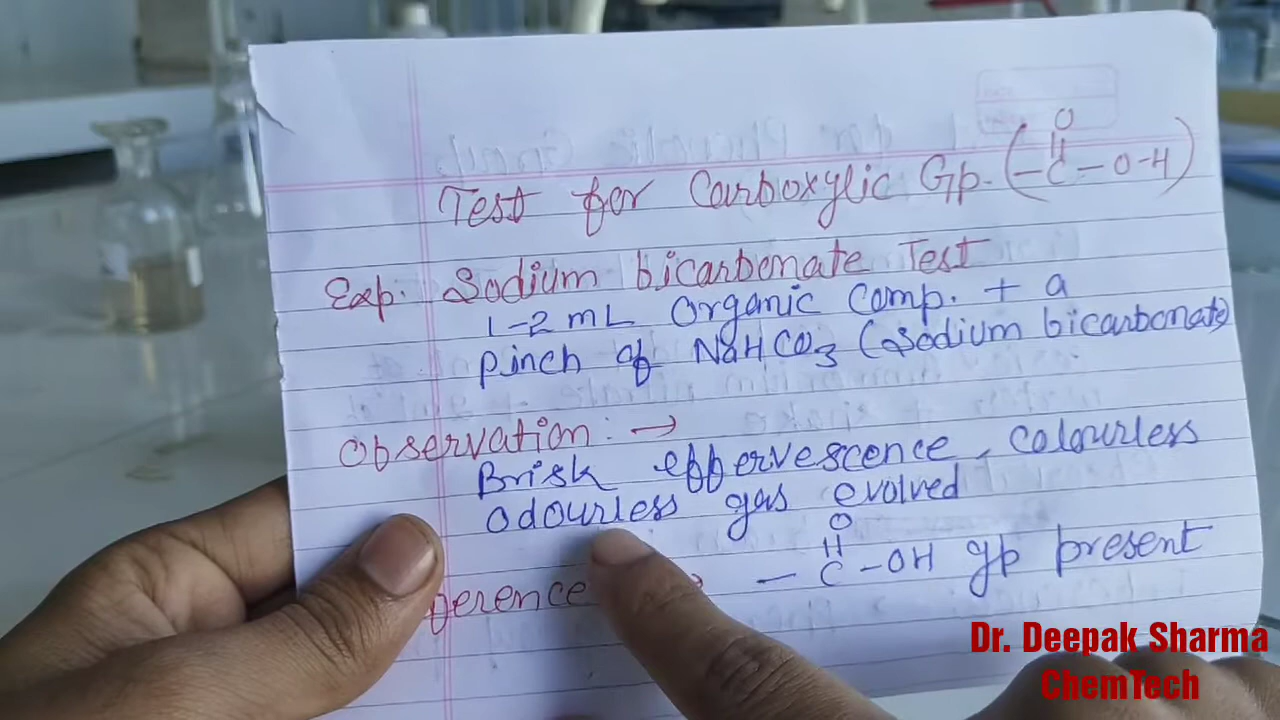 Test for Carboxylic Gp. (-C-O-H)
O
Exp. Sodium bicarbonate Test
1-2 mL Organic Comp. + a
pinch of NaHCO3 (sodium bicarbonate)
Observation: →
Brisk effervescence, colourless
odourless gas evolved
O
ference → -C-OH gp present
Dr. Deepak Sharma
ChemTech